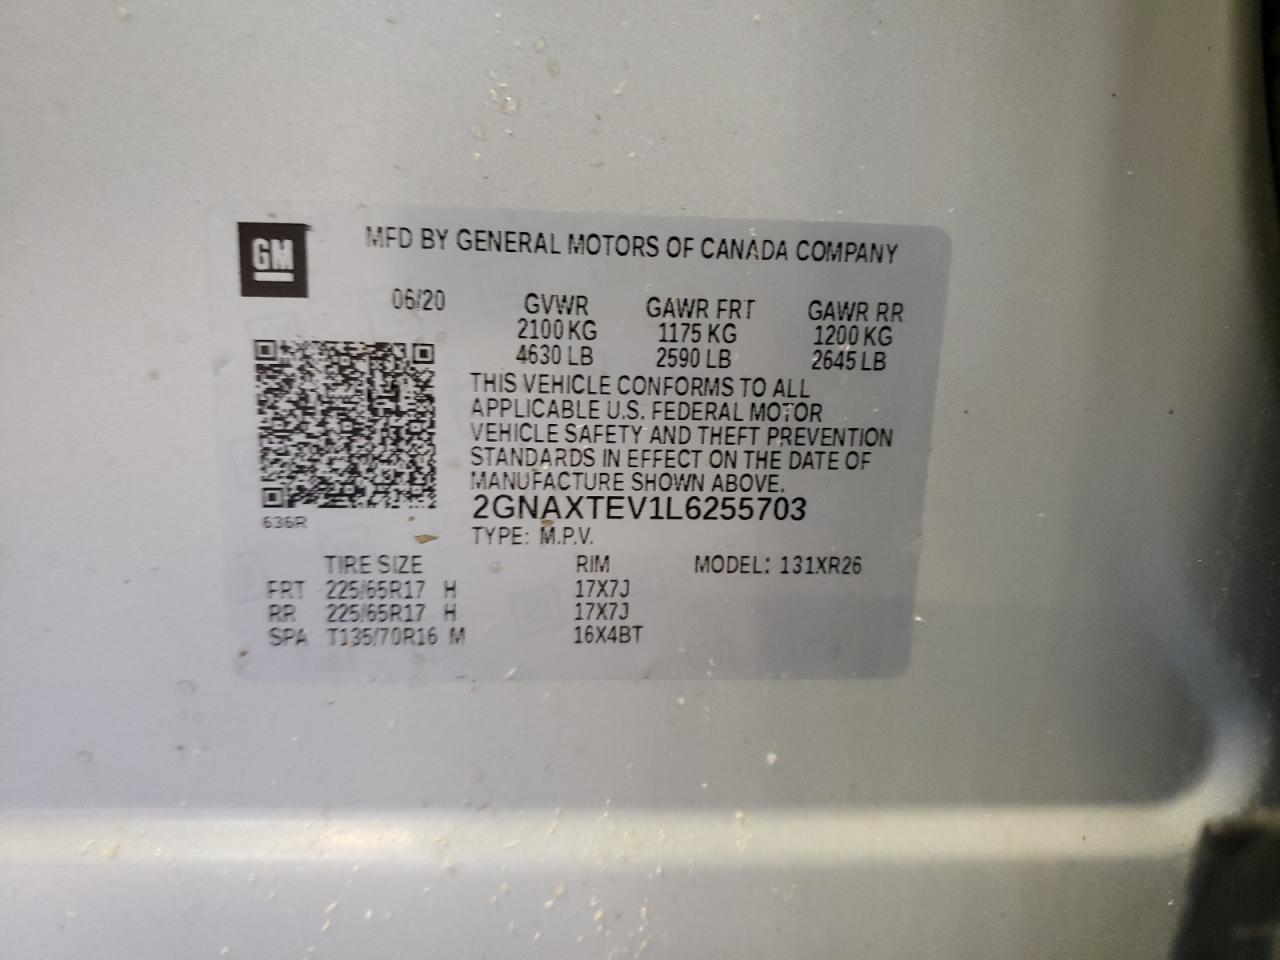 GM
MFD BY GENERAL MOTORS OF CANADA COMPANY
06/20 GVWR GAWR FRT GAWR RR
2100 KG 1175 KG 1200 KG
4630 LB 2590 LB 2645 LB
THIS VEHICLE CONFORMS TO ALL
APPLICABLE U.S. FEDERAL MOTOR
VEHICLE SAFETY AND THEFT PREVENTION
STANDARDS IN EFFECT ON THE DATE OF
MANUFACTURE SHOWN ABOVE.
2GNAXTEV1L6255703
636R
TYPE: M.P.V.
TIRE SIZE RIM MODEL: 131XR26
FRT 225/65R17 H 17X7J
RR 225/65R17 H 17X7J
SPA T135/70R16 M 16X4BT